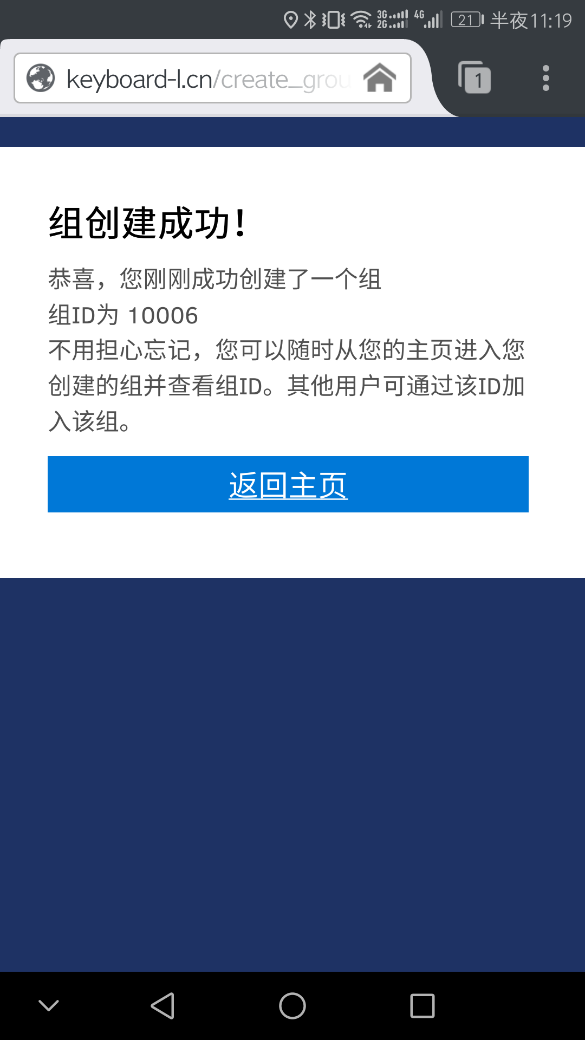 3G 2G 4G 21 半夜11:19
keyboard-l.cn/create_grou
1
组创建成功！
恭喜，您刚刚成功创建了一个组
组ID为 10006
不用担心忘记，您可以随时从您的主页进入您
创建的组并查看组ID。其他用户可通过该ID加
入该组。
返回主页